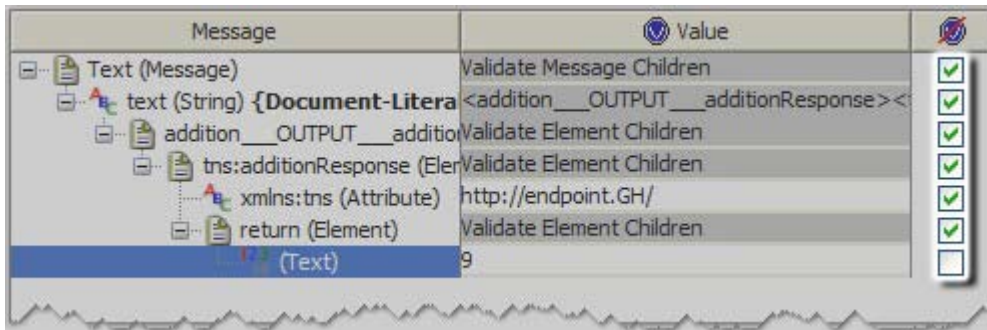 Message Value
Text (Message) Validate Message Children
text (String) {Document-Litera <addition___OUTPUT___additionResponse><
addition___OUTPUT___additio Validate Element Children
tns:additionResponse (Eler Validate Element Children
xmlns:tns (Attribute) http://endpoint.GH/
return (Element) Validate Element Children
(Text) 9